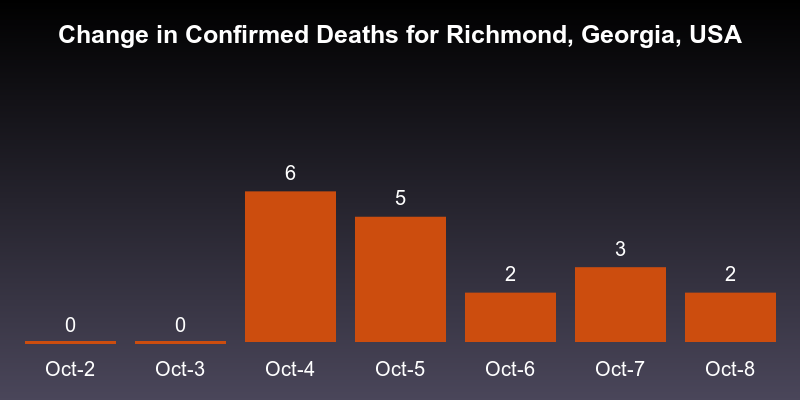 Change in Confirmed Deaths for Richmond, Georgia, USA
6
5
3
2
2
0
0
Oct-2
Oct-3
Oct-4
Oct-5
Oct-6
Oct-7
Oct-8